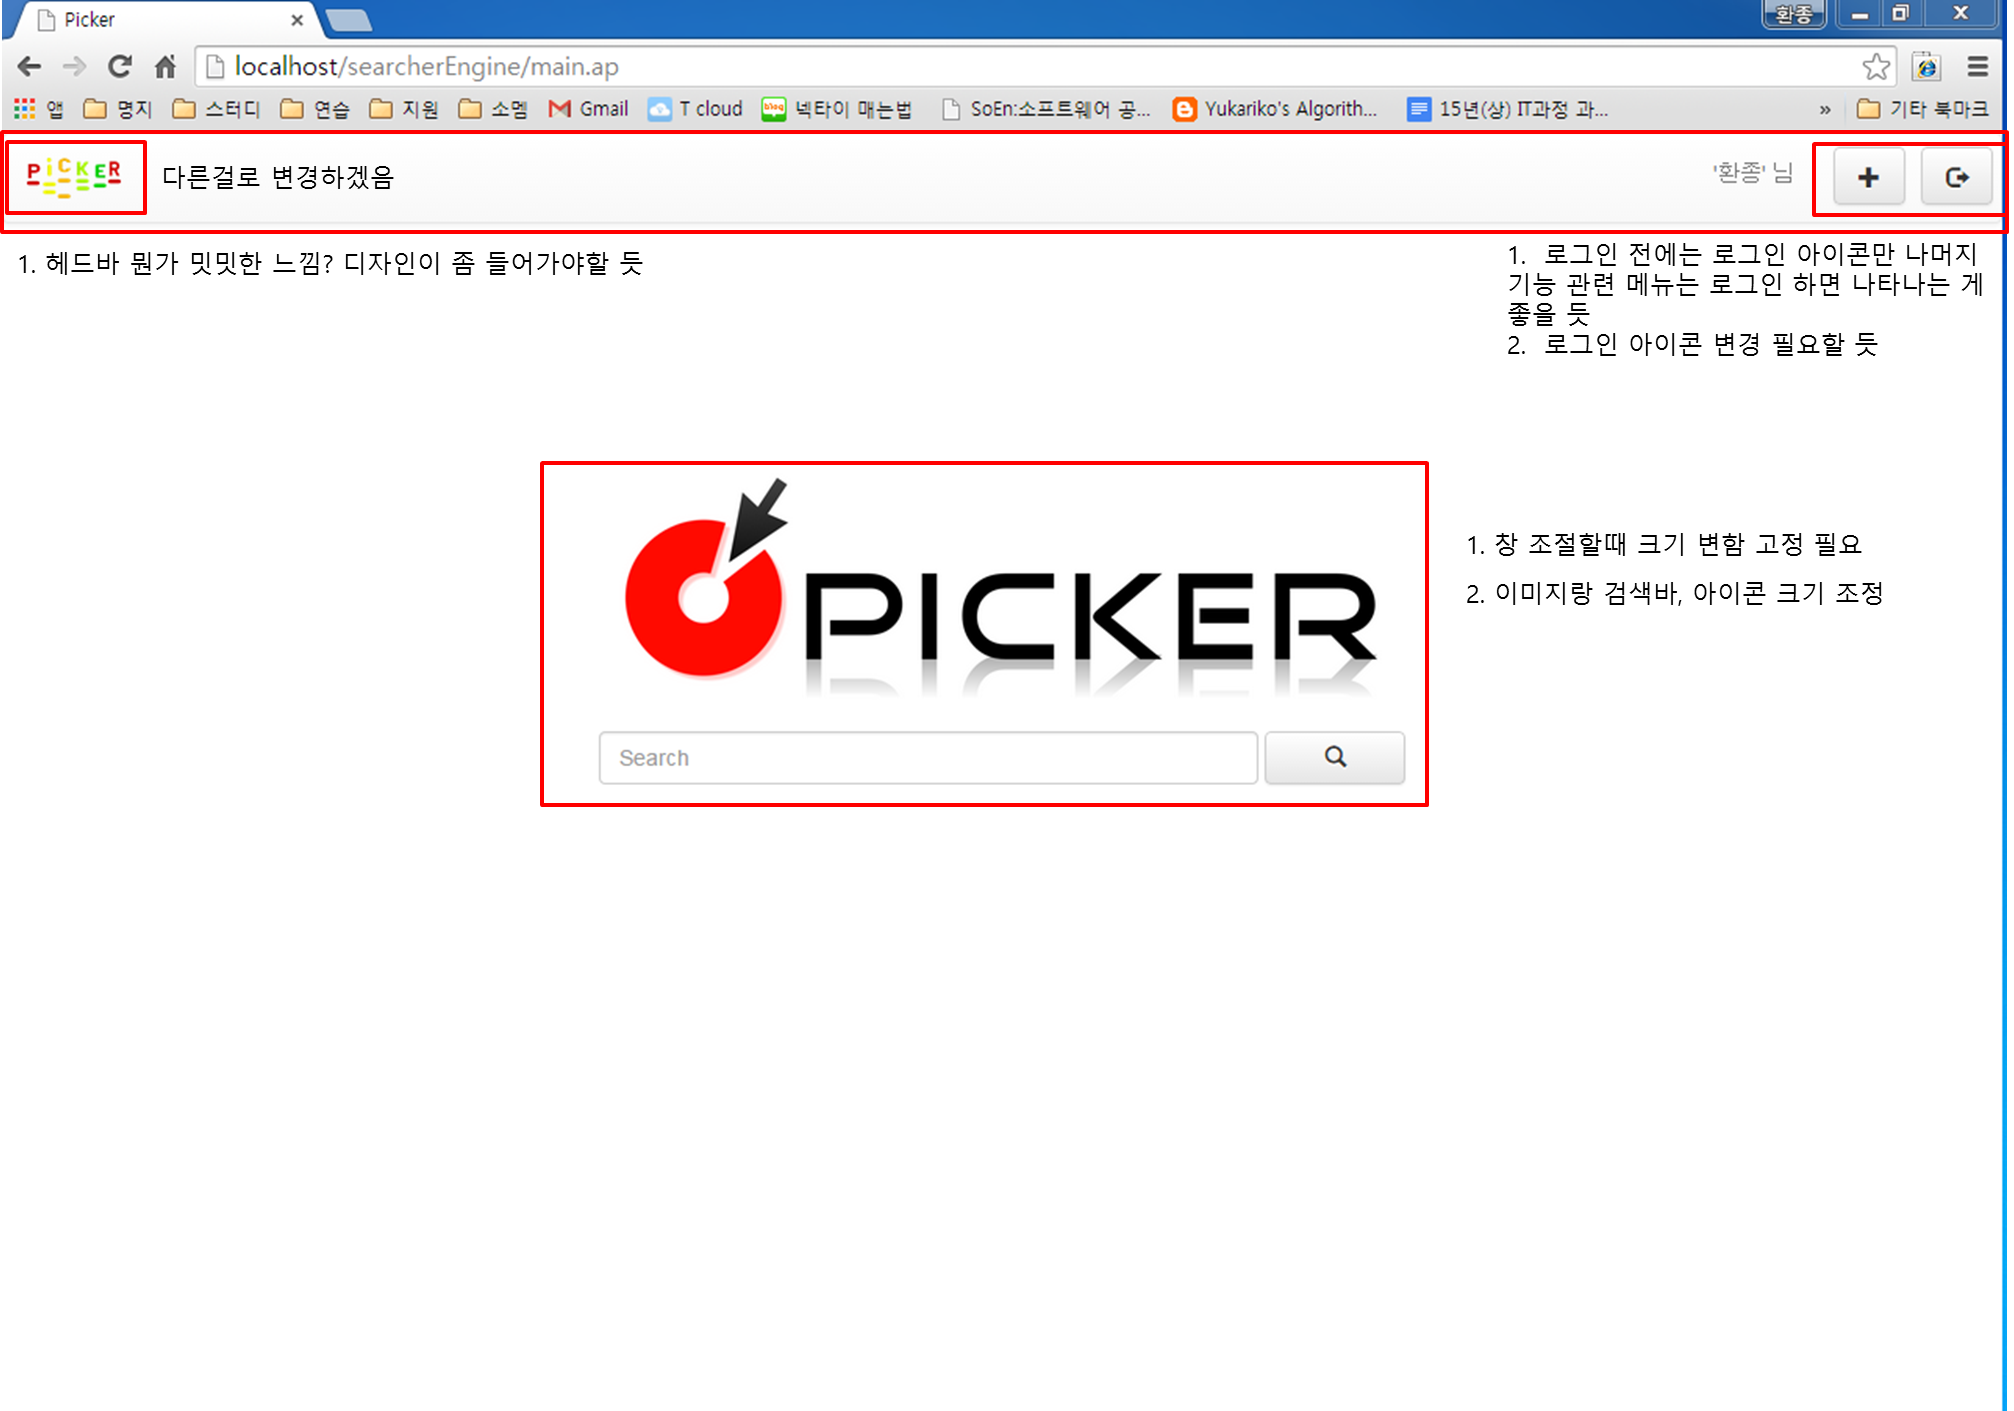 Picker
환종
localhost/searcherEngine/main.ap
앱 명지 스터디 연습 지원 소멤 Gmail T cloud blog 넥타이 매는법 SoEn:소프트웨어 공... Yukariko's Algorith... 15년(상) IT과정 과... » 기타 북마크
PiCKER 다른걸로 변경하겠음 '환종' 님
1. 헤드바 뭔가 밋밋한 느낌? 디자인이 좀 들어가야할 듯
1. 로그인 전에는 로그인 아이콘만 나머지
기능 관련 메뉴는 로그인 하면 나타나는 게
좋을 듯
2. 로그인 아이콘 변경 필요할 듯
PICKER
1. 창 조절할때 크기 변함 고정 필요
2. 이미지랑 검색바, 아이콘 크기 조정
Search